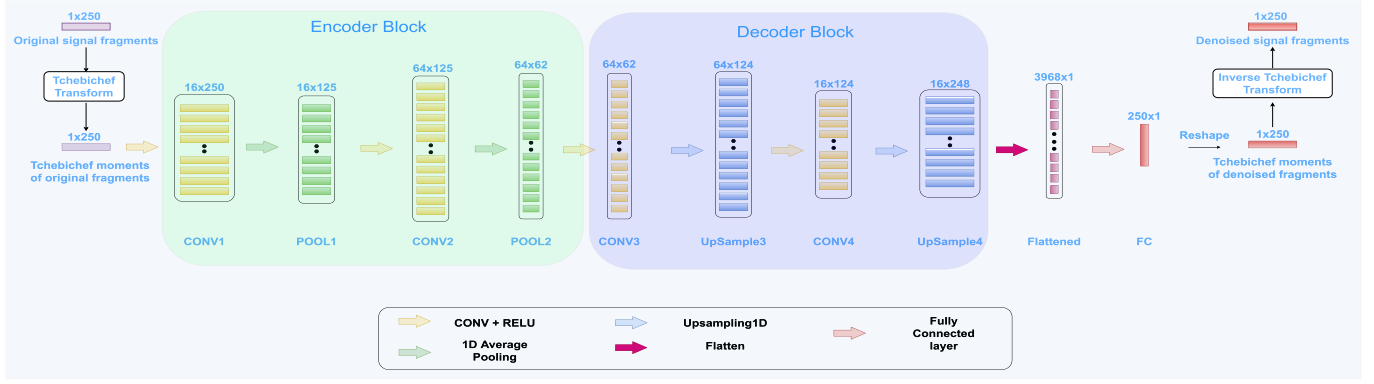 1x250
Original signal fragments
Tchebichef
Transform
1x250
Tchebichef moments
of original fragments
Encoder Block
16x250
CONV1
16x125
POOL1
64x125
CONV2
64x62
POOL2
Decoder Block
64x62
CONV3
64x124
UpSample3
16x124
CONV4
16x248
UpSample4
3968x1
Flattened
250x1
FC
Reshape
1x250
Tchebichef moments
of denoised fragments
Inverse Tchebichef
Transform
1x250
Denoised signal fragments
CONV + RELU
1D Average
Pooling
Upsampling1D
Flatten
Fully
Connected
layer